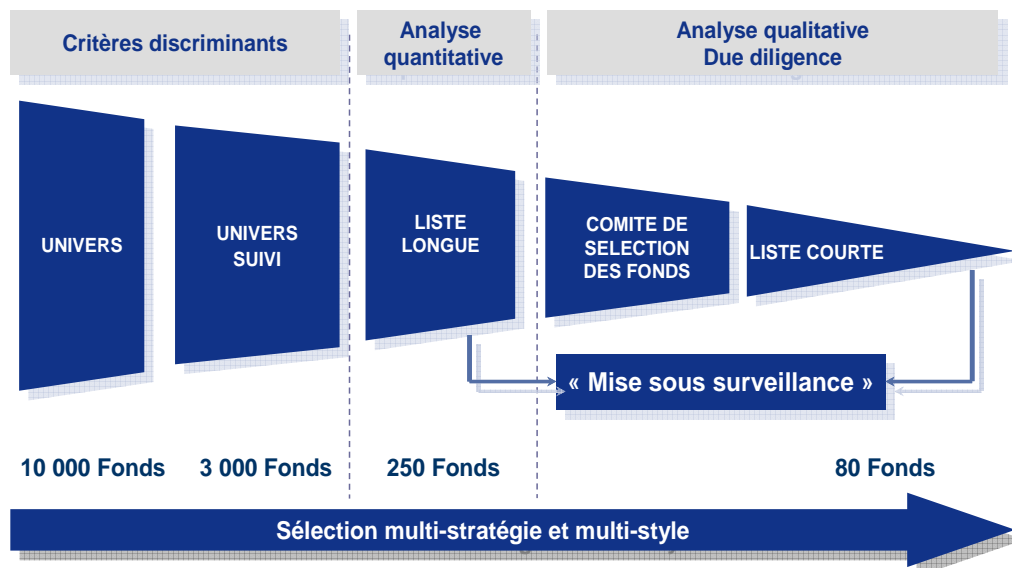 Critères discriminants
Analyse
quantitative
Analyse qualitative
Due diligence
UNIVERS
UNIVERS
SUIVI
LISTE
LONGUE
COMITE DE
SELECTION
DES FONDS
LISTE COURTE
« Mise sous surveillance »
10 000 Fonds
3 000 Fonds
250 Fonds
80 Fonds
Sélection multi-stratégie et multi-style